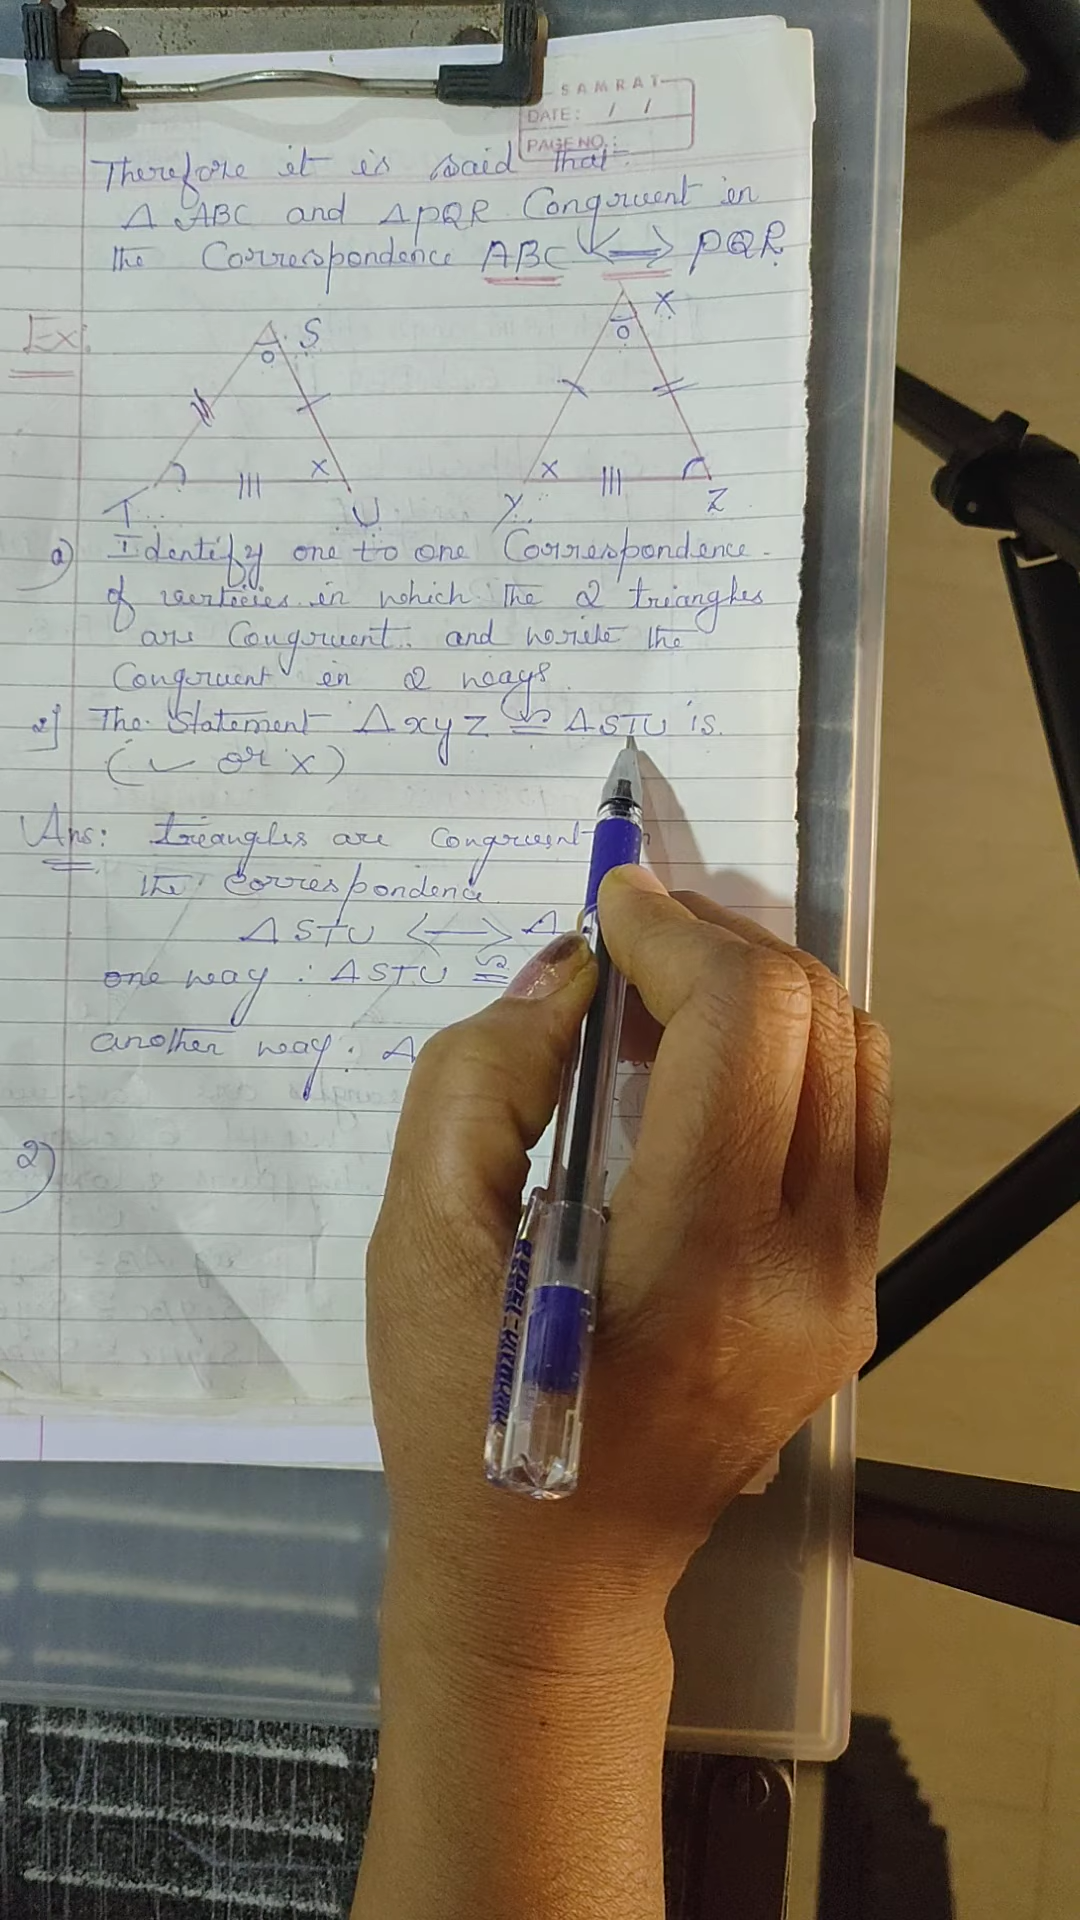 SAMRAT
DATE: / /
PAGE NO.:
Therefore it is said that
Δ ABC and Δ PQR Congruent in
the Correspondence ABC ⟷ PQR
Ex:
S X
T U Y Z
a) Identify one to one Correspondence
of verticies in which the 2 triangles
are Congruent. and write the
Congruent in 2 ways.
2] The Statement Δ xyz ≅ Δ STU is
(✓ or x)
Ans: triangles are Congruent
the correspondence
Δ STU ⟷ Δ
one way : Δ STU ≅
another way : Δ
2)